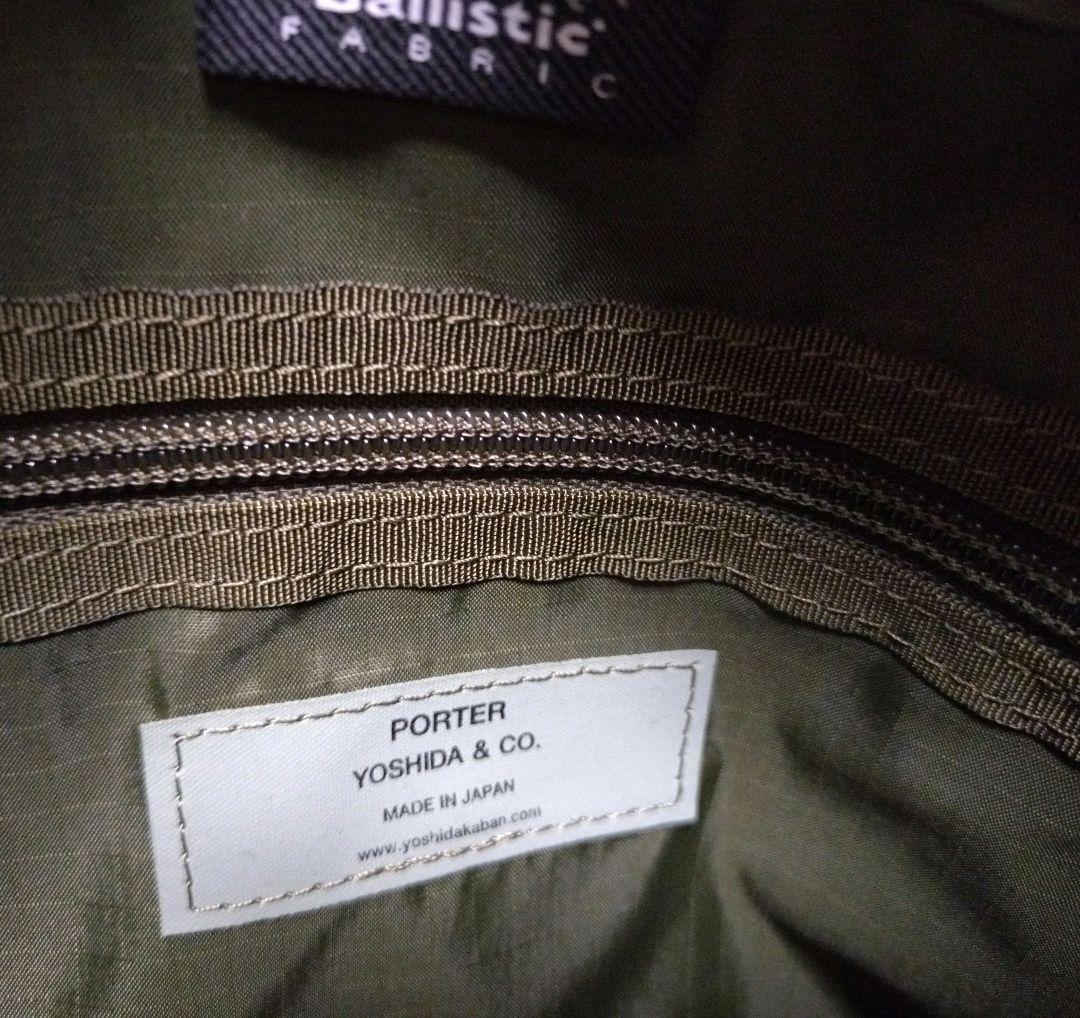 Ballistic
FABRIC
PORTER
YOSHIDA & CO.
MADE IN JAPAN
www.yoshidakaban.com